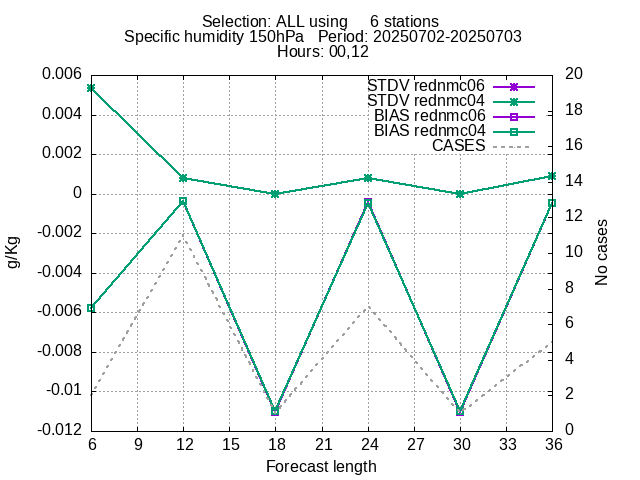 Selection: ALL using     6 stations
Specific humidity 150hPa   Period: 20250702-20250703
Hours: 00,12
STDV rednmc06
STDV rednmc04
BIAS rednmc06
BIAS rednmc04
CASES
0.006
0.004
0.002
0
-0.002
-0.004
-0.006
-0.008
-0.01
-0.012
g/Kg
20
18
16
14
12
10
8
6
4
2
0
No cases
6 9 12 15 18 21 24 27 30 33 36
Forecast length